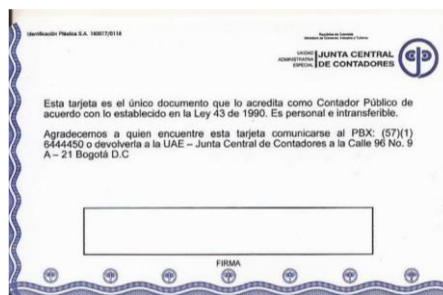 Identificación Plástica S.A. 160617/0116
República de Colombia
Ministerio de Comercio, Industria y Turismo
UNIDAD
ADMINISTRATIVA
ESPECIAL
JUNTA CENTRAL
DE CONTADORES
Esta tarjeta es el único documento que lo acredita como Contador Público de
acuerdo con lo establecido en la Ley 43 de 1990. Es personal e intransferible.
Agradecemos a quien encuentre esta tarjeta comunicarse al PBX: (57)(1)
6444450 o devolverla a la UAE – Junta Central de Contadores a la Calle 96 No. 9
A – 21 Bogotá D.C
FIRMA